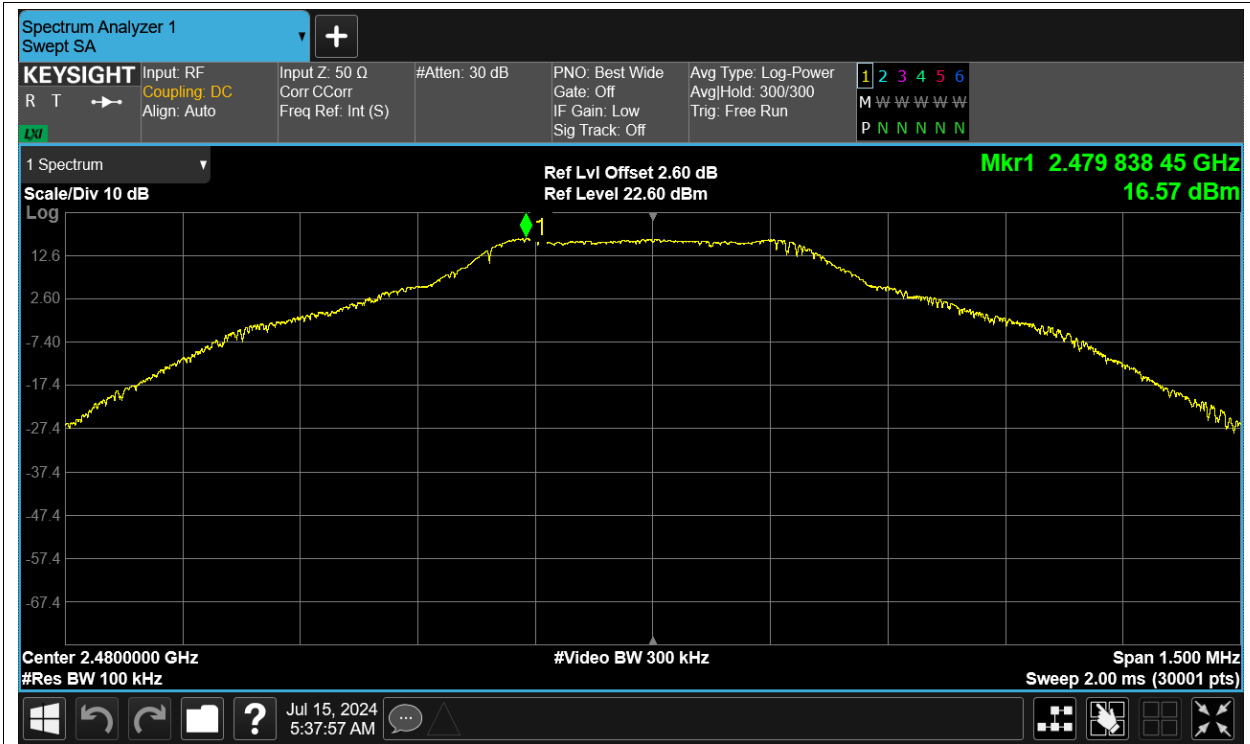 Spectrum Analyzer 1
Swept SA
KEYSIGHT
R T
LXI
Input: RF
Coupling: DC
Align: Auto
Input Z: 50 Ω
Corr CCorr
Freq Ref: Int (S)
#Atten: 30 dB
PNO: Best Wide
Gate: Off
IF Gain: Low
Sig Track: Off
Avg Type: Log-Power
Avg|Hold: 300/300
Trig: Free Run
1 2 3 4 5 6
M W W W W W
P N N N N N
1 Spectrum
Scale/Div 10 dB
Log
Ref Lvl Offset 2.60 dB
Ref Level 22.60 dBm
Mkr1 2.479 838 45 GHz
16.57 dBm
1
12.6
2.60
-7.40
-17.4
-27.4
-37.4
-47.4
-57.4
-67.4
Center 2.4800000 GHz
#Res BW 100 kHz
#Video BW 300 kHz
Span 1.500 MHz
Sweep 2.00 ms (30001 pts)
?
Jul 15, 2024
5:37:57 AM